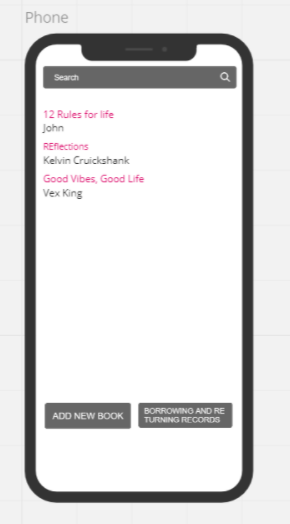 Phone
Search
12 Rules for life
John
REflections
Kelvin Cruickshank
Good Vibes, Good Life
Vex King
ADD NEW BOOK
BORROWING AND RE
TURNING RECORDS